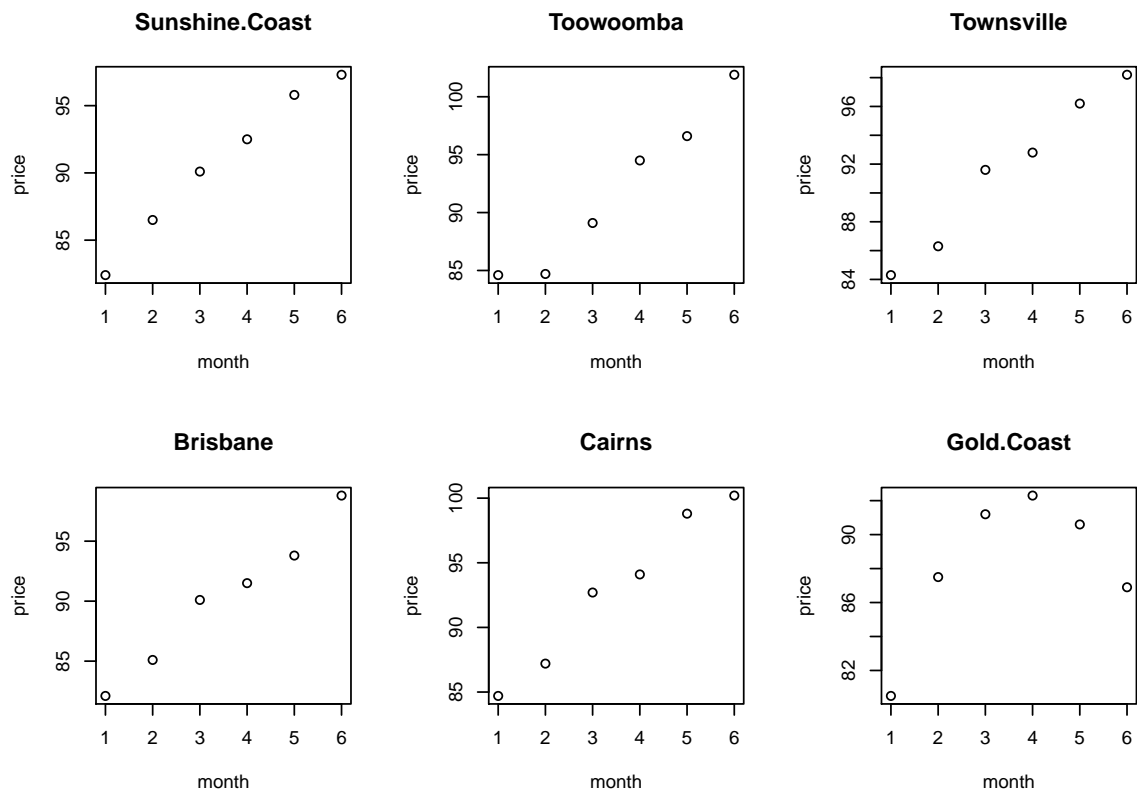 Sunshine.Coast
price
85 90 95
1 2 3 4 5 6
month
Toowoomba
price
85 90 95 100
1 2 3 4 5 6
month
Townsville
price
84 88 92 96
1 2 3 4 5 6
month
Brisbane
price
85 90 95
1 2 3 4 5 6
month
Cairns
price
85 90 95 100
1 2 3 4 5 6
month
Gold.Coast
price
82 86 90
1 2 3 4 5 6
month